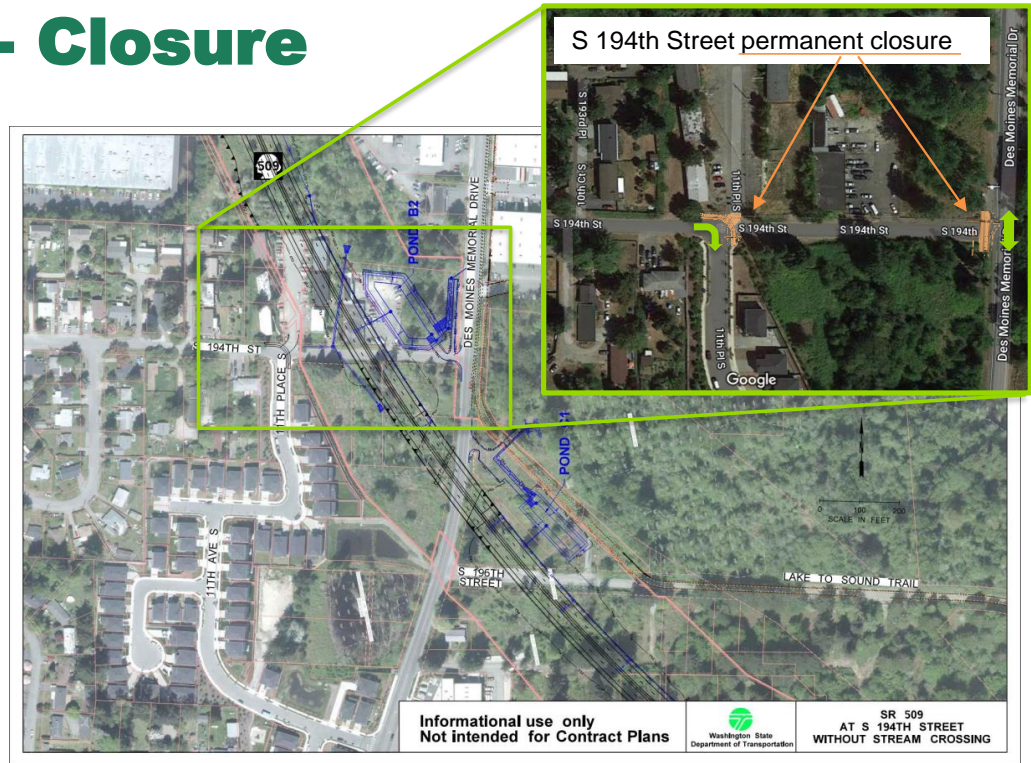 - Closure
S 194th Street permanent closure
Des Moines Memorial Dr
S 193rd Pl
10th Ct S
11th Pl S
S 194th St
S 194th St
S 194th St
S 194th
Des Moines Memor
11th Pl S
Google
509
DES MOINES MEMORIAL DRIVE
POND B2
S 194TH ST
11TH PLACE S
POND
0 100 200
SCALE IN FEET
11TH AVE S
S 196TH
STREET
LAKE TO SOUND TRAIL
Informational use only
Not intended for Contract Plans
Washington State
Department of Transportation
SR 509
AT S 194TH STREET
WITHOUT STREAM CROSSING